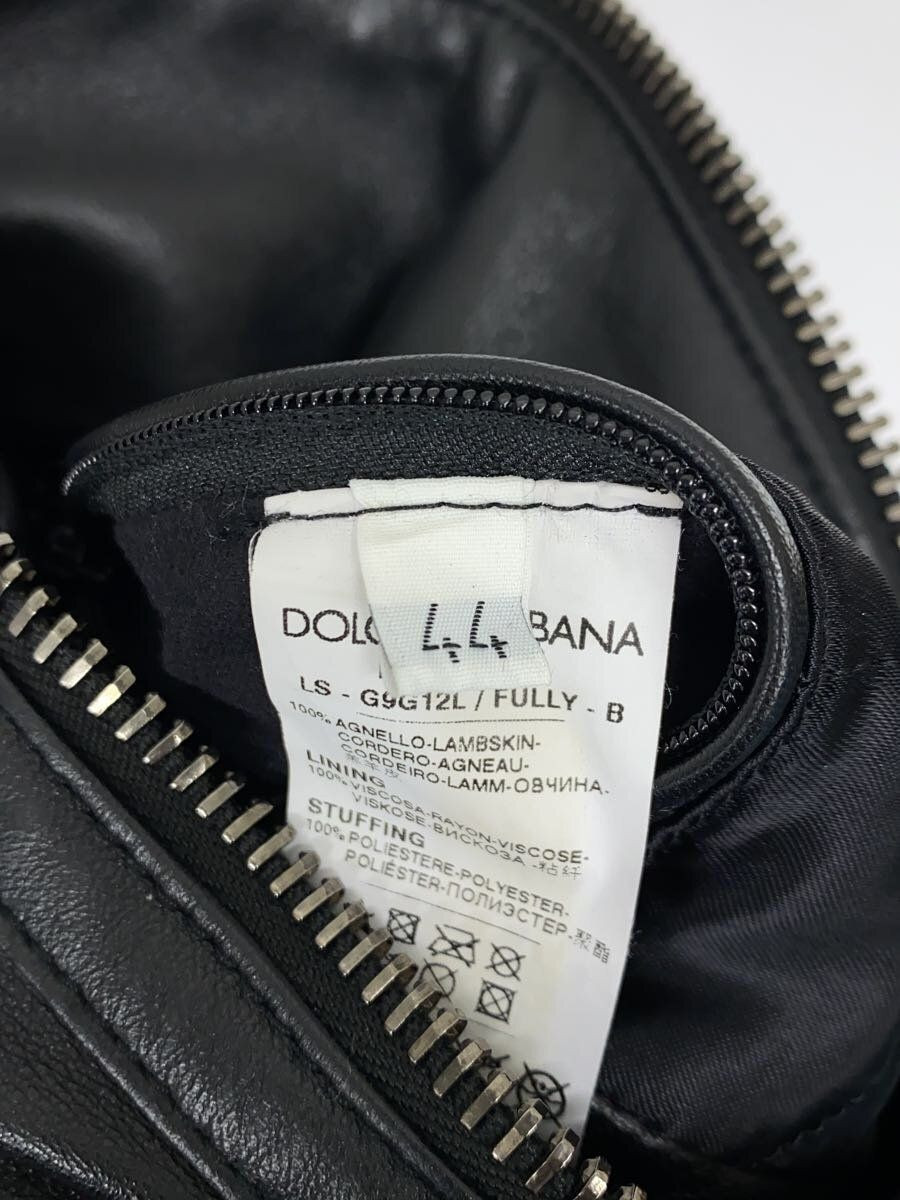 44
DOLC BANA
LS - G9G12L / FULLY - B
100% AGNELLO-LAMBSKIN-
CORDERO-AGNEAU-
CORDEIRO-LAMM-ОВЧИНА-
LINING
100% VISCOSA-RAYON-VISCOSE-
VISKOSE-ВИСКОЗА -粘纤
STUFFING
100% POLIESTERE-POLYESTER-
POLIÉSTER-ПОЛИЭСТЕР-聚酯